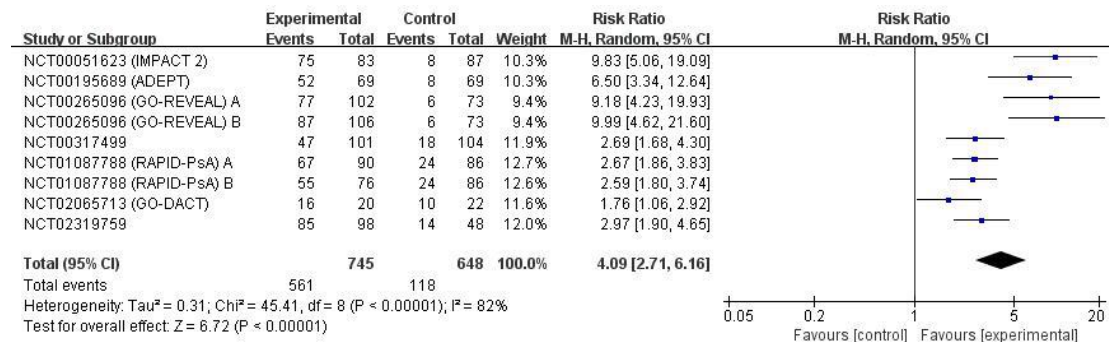 Experimental Control Risk Ratio Risk Ratio
Study or Subgroup Events Total Events Total Weight M-H, Random, 95% CI M-H, Random, 95% CI
NCT00051623 (IMPACT 2) 75 83 8 87 10.3% 9.83 [5.06, 19.09]
NCT00195689 (ADEPT) 52 69 8 69 10.3% 6.50 [3.34, 12.64]
NCT00265096 (GO-REVEAL) A 77 102 6 73 9.4% 9.18 [4.23, 19.93]
NCT00265096 (GO-REVEAL) B 87 106 6 73 9.4% 9.99 [4.62, 21.60]
NCT00317499 47 101 18 104 11.9% 2.69 [1.68, 4.30]
NCT01087788 (RAPID-PsA) A 67 90 24 86 12.7% 2.67 [1.86, 3.83]
NCT01087788 (RAPID-PsA) B 55 76 24 86 12.6% 2.59 [1.80, 3.74]
NCT02065713 (GO-DACT) 16 20 10 22 11.6% 1.76 [1.06, 2.92]
NCT02319759 85 98 14 48 12.0% 2.97 [1.90, 4.65]
Total (95% CI) 745 648 100.0% 4.09 [2.71, 6.16]
Total events 561 118
Heterogeneity: Tau² = 0.31; Chi² = 45.41, df = 8 (P < 0.00001); I² = 82%
Test for overall effect: Z = 6.72 (P < 0.00001)
0.05 0.2 1 5 20
Favours [control] Favours [experimental]